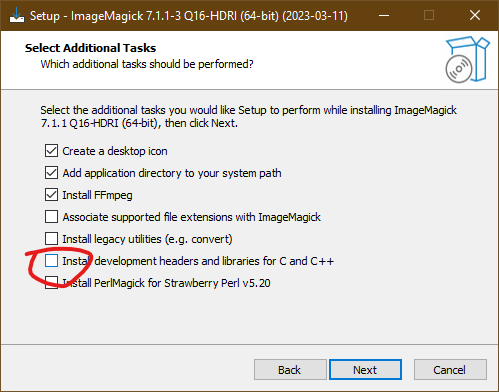 Setup - ImageMagick 7.1.1-3 Q16-HDRI (64-bit) (2023-03-11)
Select Additional Tasks
Which additional tasks should be performed?
Select the additional tasks you would like Setup to perform while installing ImageMagick
7.1.1 Q16-HDRI (64-bit), then click Next.
Create a desktop icon
Add application directory to your system path
Install FFmpeg
Associate supported file extensions with ImageMagick
Install legacy utilities (e.g. convert)
Install development headers and libraries for C and C++
Install PerlMagick for Strawberry Perl v5.20
Back Next Cancel